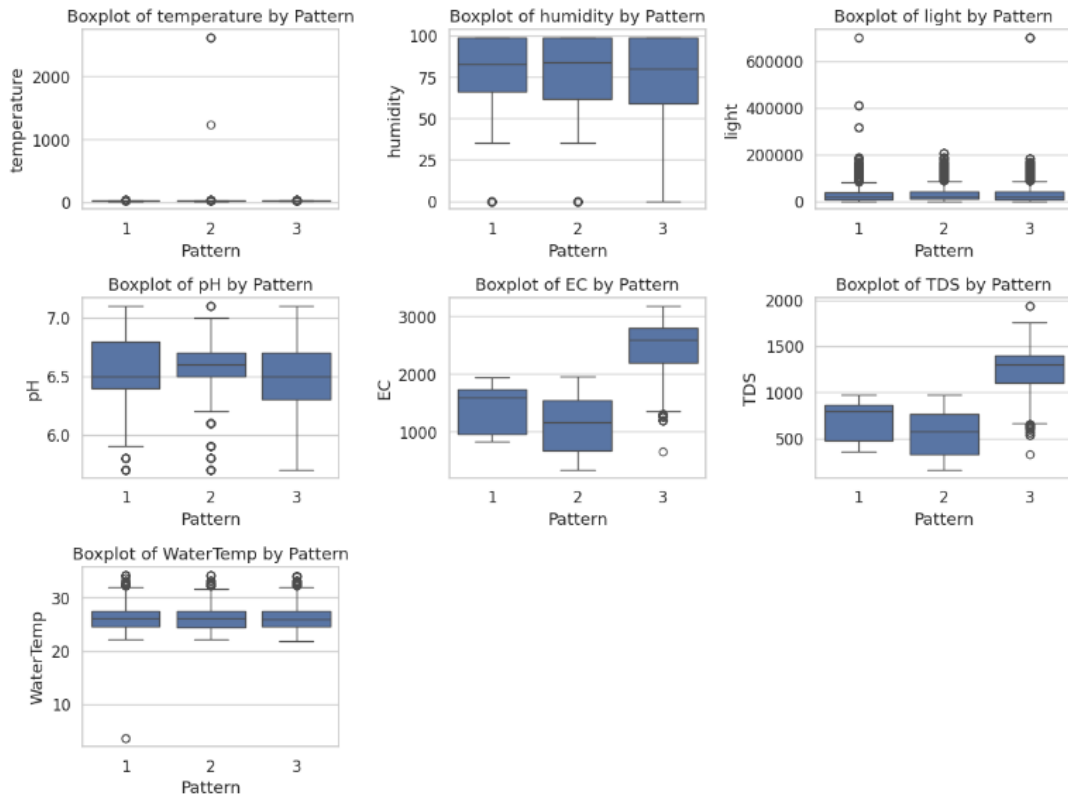 Boxplot of temperature by Pattern
temperature
2000
1000
0
1 2 3
Pattern
Boxplot of humidity by Pattern
humidity
100
75
50
25
0
1 2 3
Pattern
Boxplot of light by Pattern
light
600000
400000
200000
0
1 2 3
Pattern
Boxplot of pH by Pattern
pH
7.0
6.5
6.0
1 2 3
Pattern
Boxplot of EC by Pattern
EC
3000
2000
1000
1 2 3
Pattern
Boxplot of TDS by Pattern
TDS
2000
1500
1000
500
1 2 3
Pattern
Boxplot of WaterTemp by Pattern
WaterTemp
30
20
10
1 2 3
Pattern